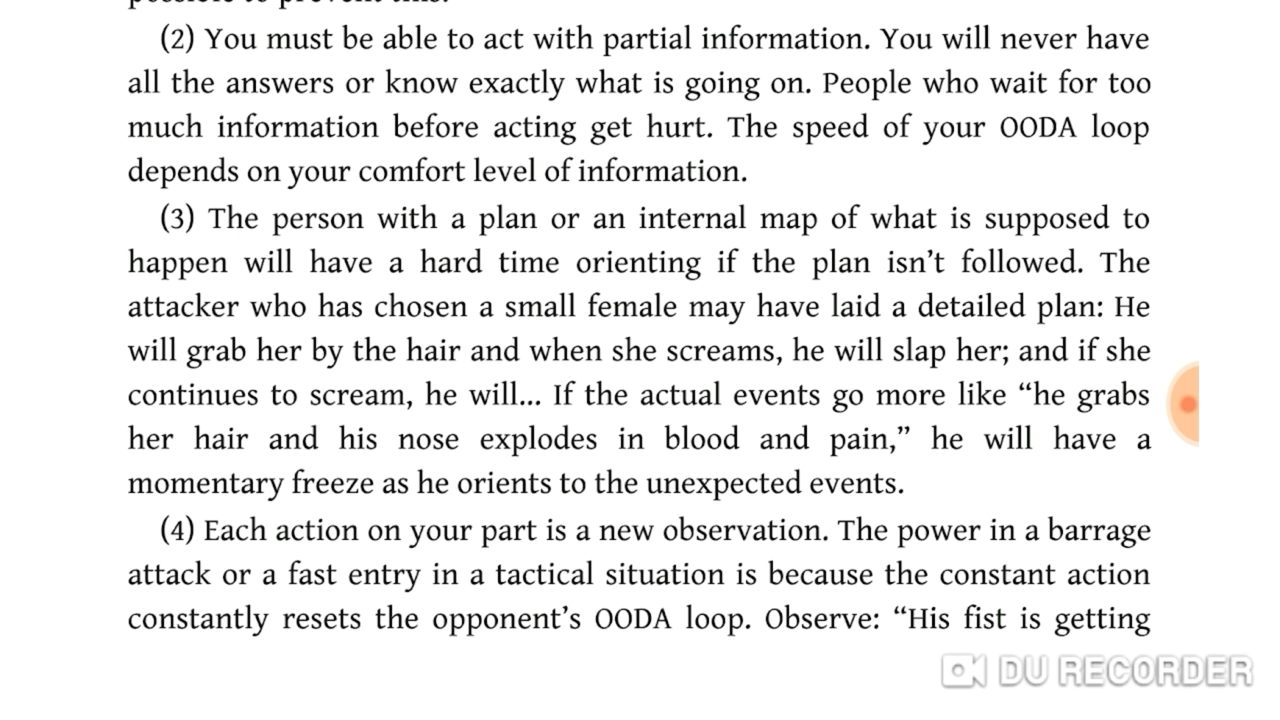 (2) You must be able to act with partial information. You will never have
all the answers or know exactly what is going on. People who wait for too
much information before acting get hurt. The speed of your OODA loop
depends on your comfort level of information.
(3) The person with a plan or an internal map of what is supposed to
happen will have a hard time orienting if the plan isn’t followed. The
attacker who has chosen a small female may have laid a detailed plan: He
will grab her by the hair and when she screams, he will slap her; and if she
continues to scream, he will... If the actual events go more like “he grabs
her hair and his nose explodes in blood and pain,” he will have a
momentary freeze as he orients to the unexpected events.
(4) Each action on your part is a new observation. The power in a barrage
attack or a fast entry in a tactical situation is because the constant action
constantly resets the opponent’s OODA loop. Observe: “His fist is getting
DU RECORDER